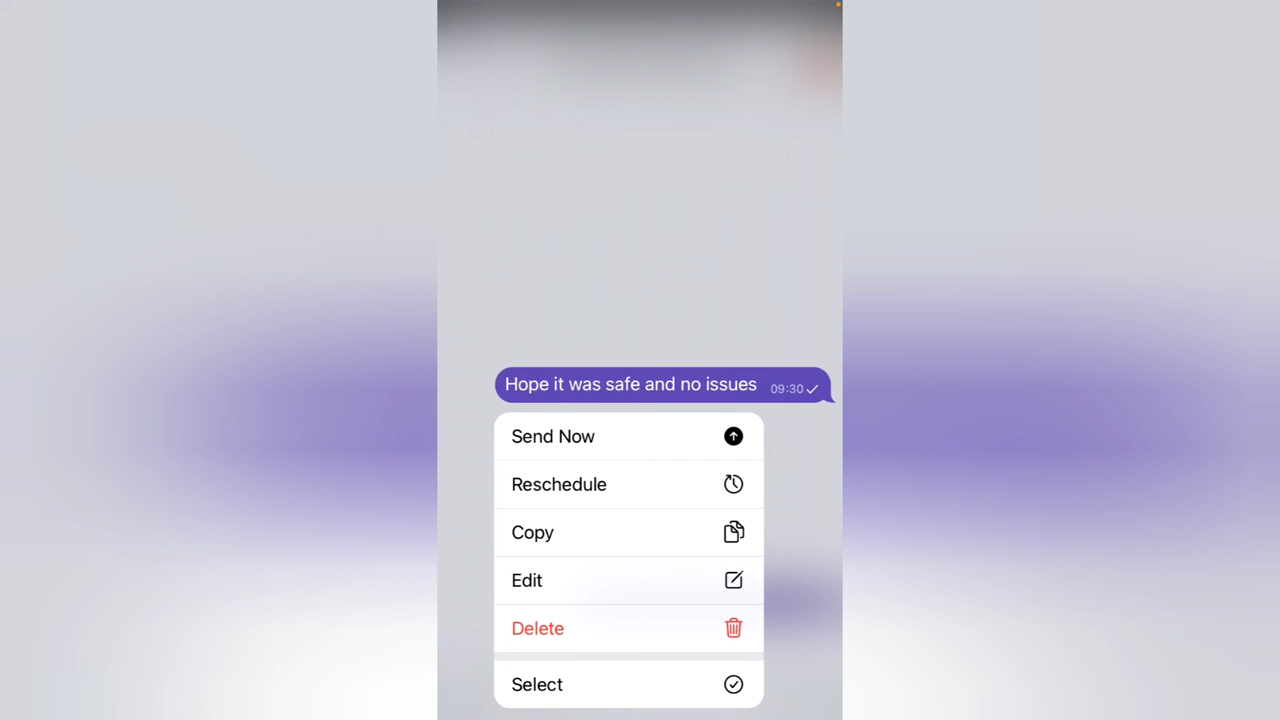 Hope it was safe and no issues 09:30
Send Now
Reschedule
Copy
Edit
Delete
Select